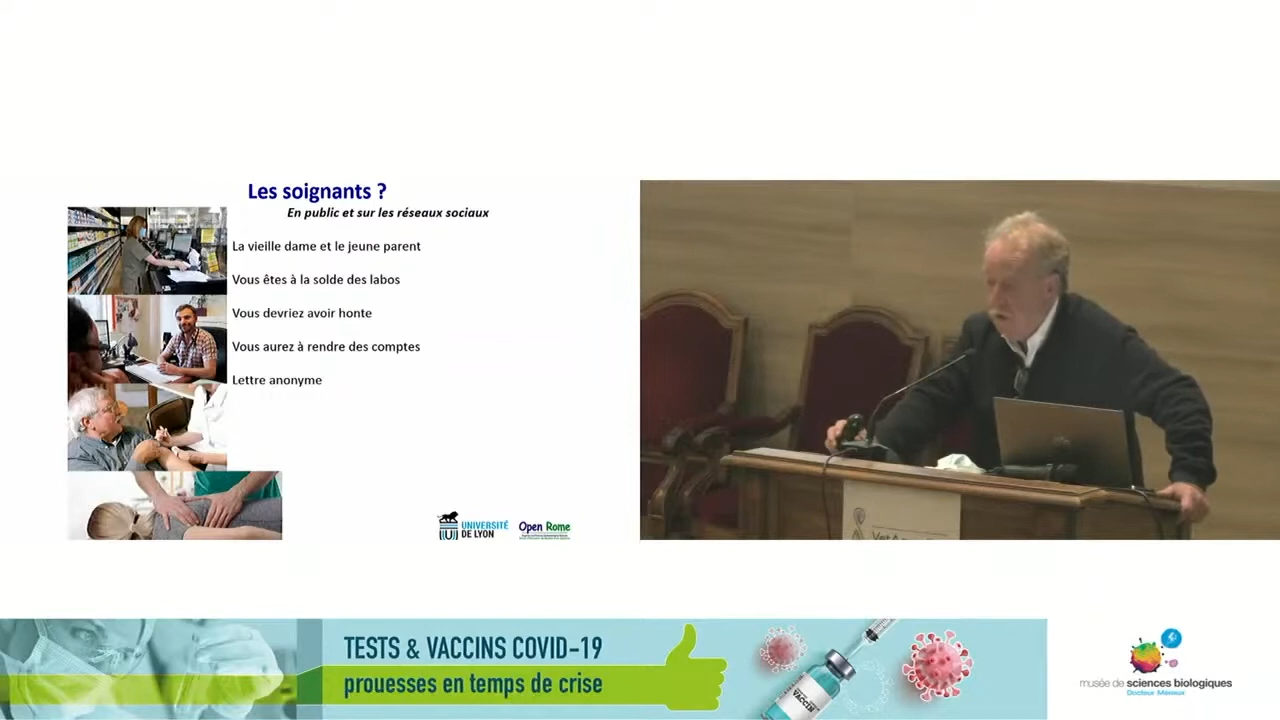 Les soignants ?
En public et sur les réseaux sociaux
La vieille dame et le jeune parent
Vous êtes à la solde des labos
Vous devriez avoir honte
Vous aurez à rendre des comptes
Lettre anonyme
UNIVERSITÉ
DE LYON
Open Rome
TESTS & VACCINS COVID-19
prouesses en temps de crise
VACCIN
musée de sciences biologiques
Docteur Mérieux